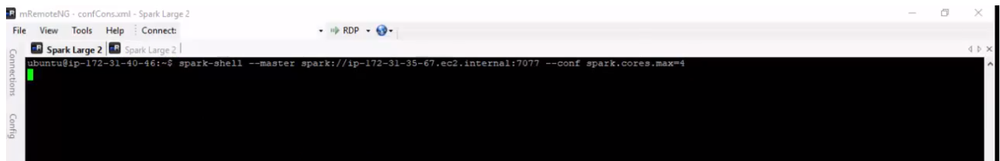 mRemoteNG - confCons.xml - Spark Large 2
File View Tools Help Connect: RDP
Spark Large 2 Spark Large 2
Connections
Config
ubuntu@ip-172-31-40-46:~$ spark-shell --master spark://ip-172-31-35-67.ec2.internal:7077 --conf spark.cores.max=4